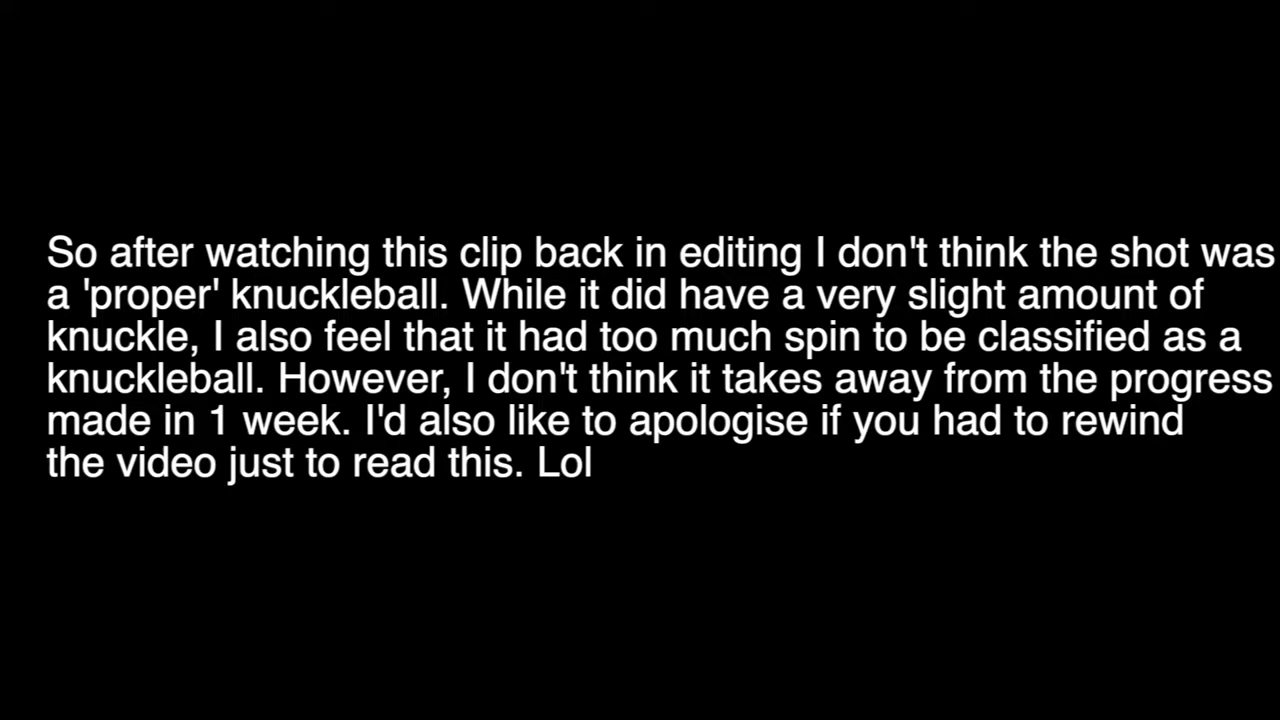 So after watching this clip back in editing I don't think the shot was
a 'proper' knuckleball. While it did have a very slight amount of
knuckle, I also feel that it had too much spin to be classified as a
knuckleball. However, I don't think it takes away from the progress
made in 1 week. I'd also like to apologise if you had to rewind
the video just to read this. Lol